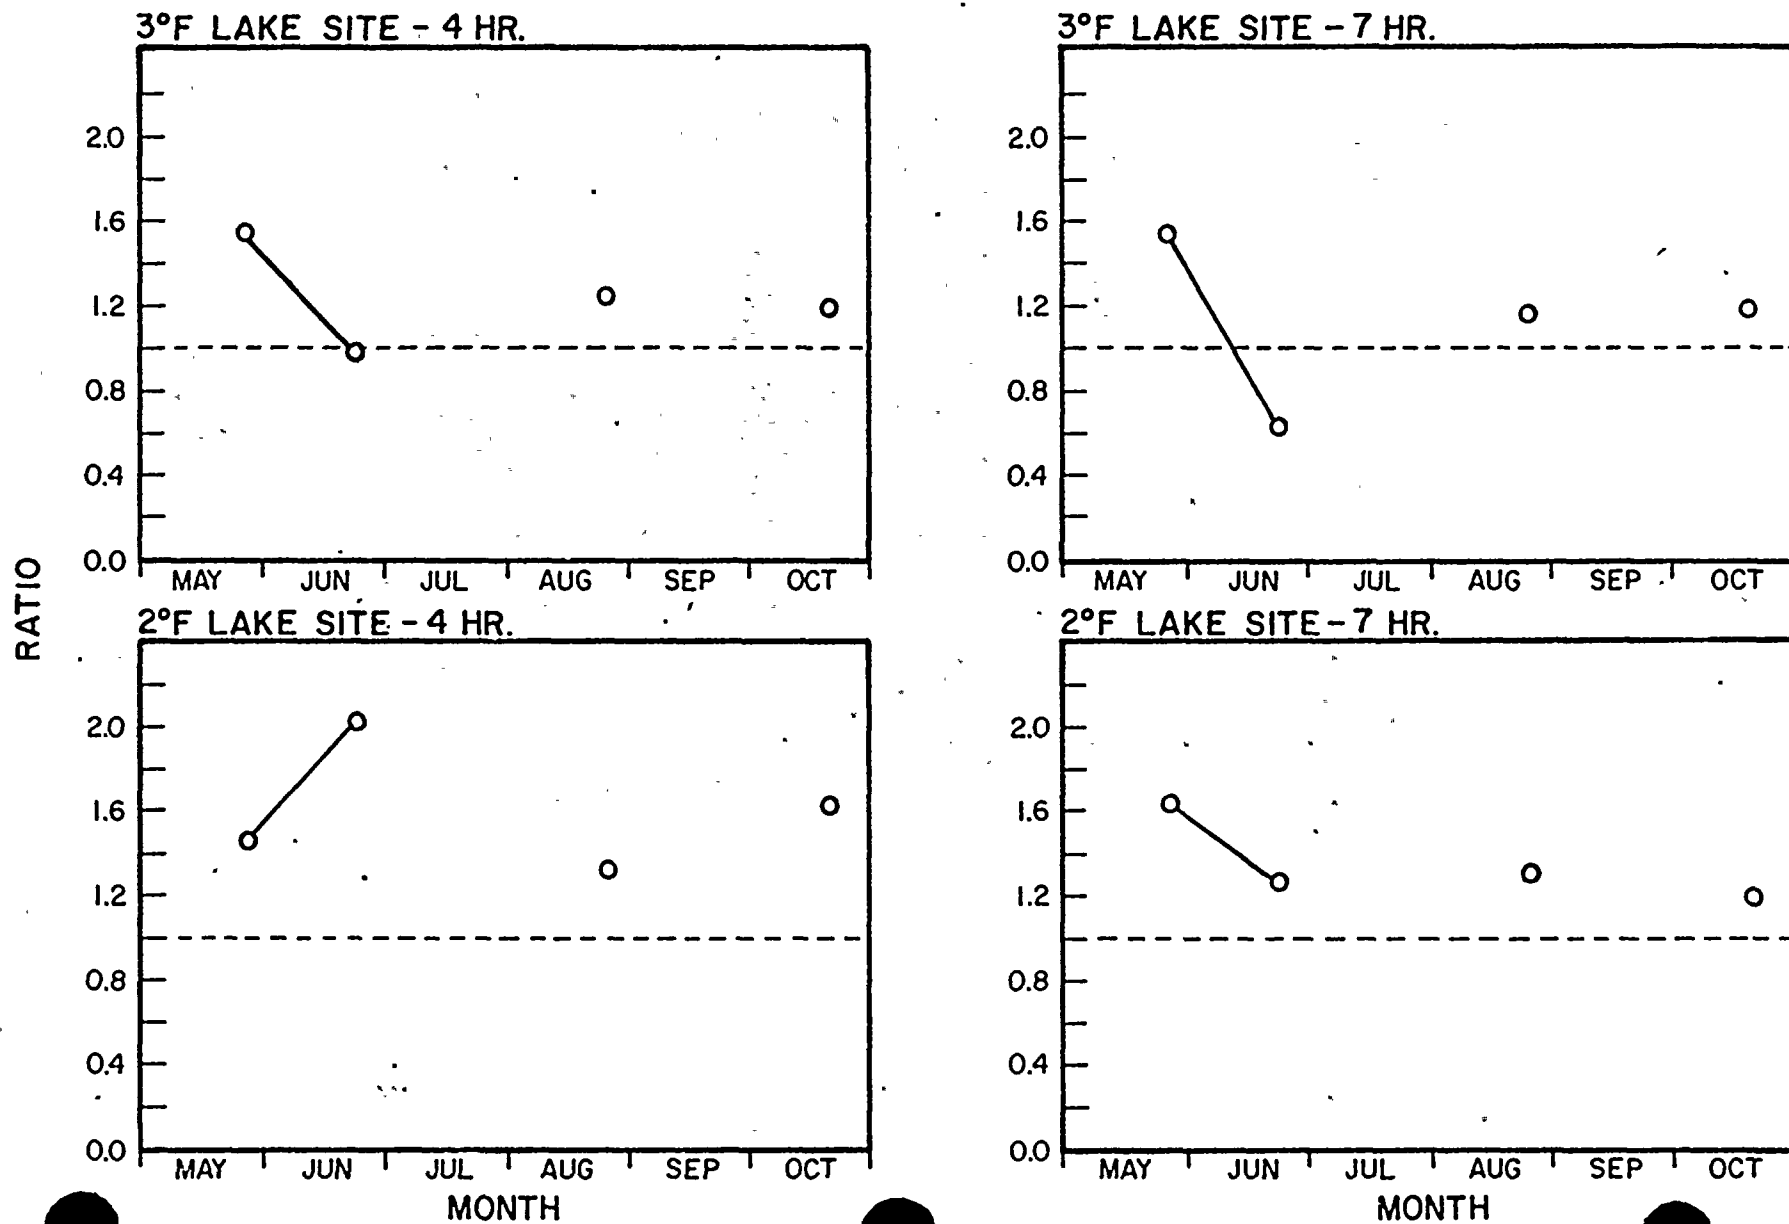 3°F LAKE SITE - 4 HR.
2.0
1.6
1.2
0.8
0.4
0.0
MAY JUN JUL AUG SEP OCT
3°F LAKE SITE - 7 HR.
2.0
1.6
1.2
0.8
0.4
0.0
MAY JUN JUL AUG SEP OCT
RATIO
2°F LAKE SITE - 4 HR.
2.0
1.6
1.2
0.8
0.4
0.0
MAY JUN JUL AUG SEP OCT
MONTH
2°F LAKE SITE - 7 HR.
2.0
1.6
1.2
0.8
0.4
0.0
MAY JUN JUL AUG SEP OCT
MONTH